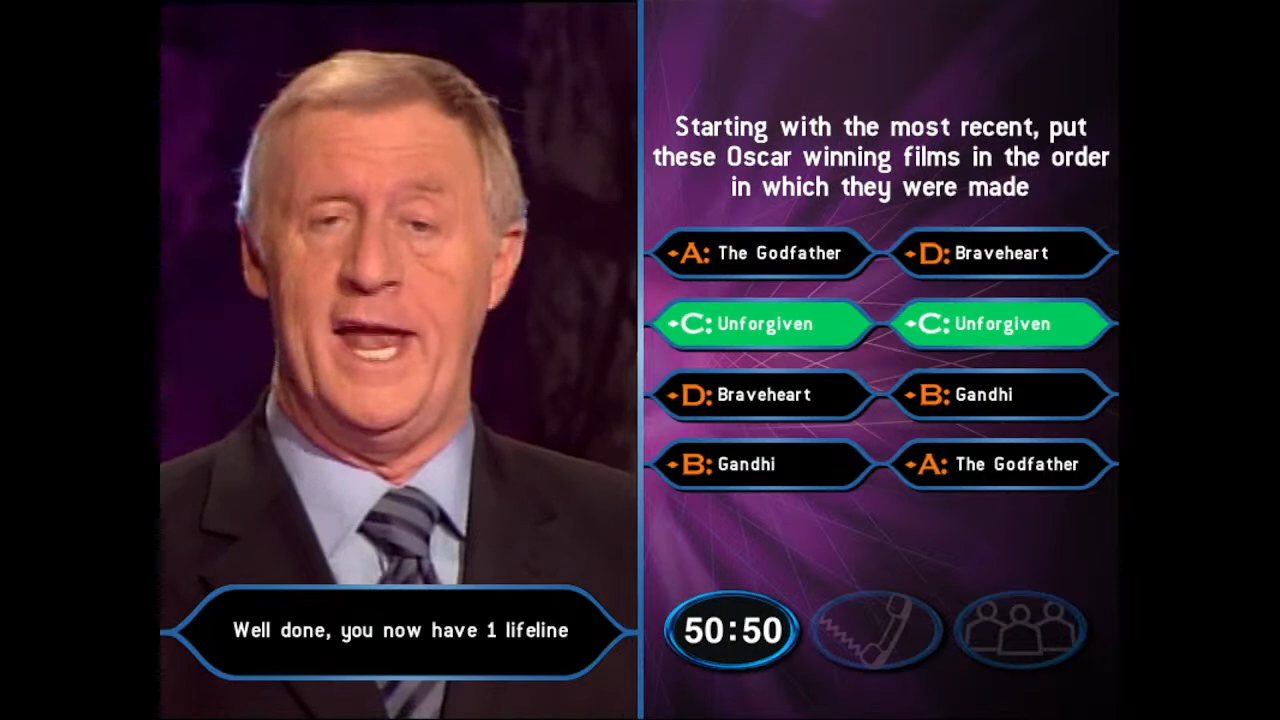 Starting with the most recent, put
these Oscar winning films in the order
in which they were made
A: The Godfather
D: Braveheart
C: Unforgiven
C: Unforgiven
D: Braveheart
B: Gandhi
B: Gandhi
A: The Godfather
Well done, you now have 1 lifeline
50:50